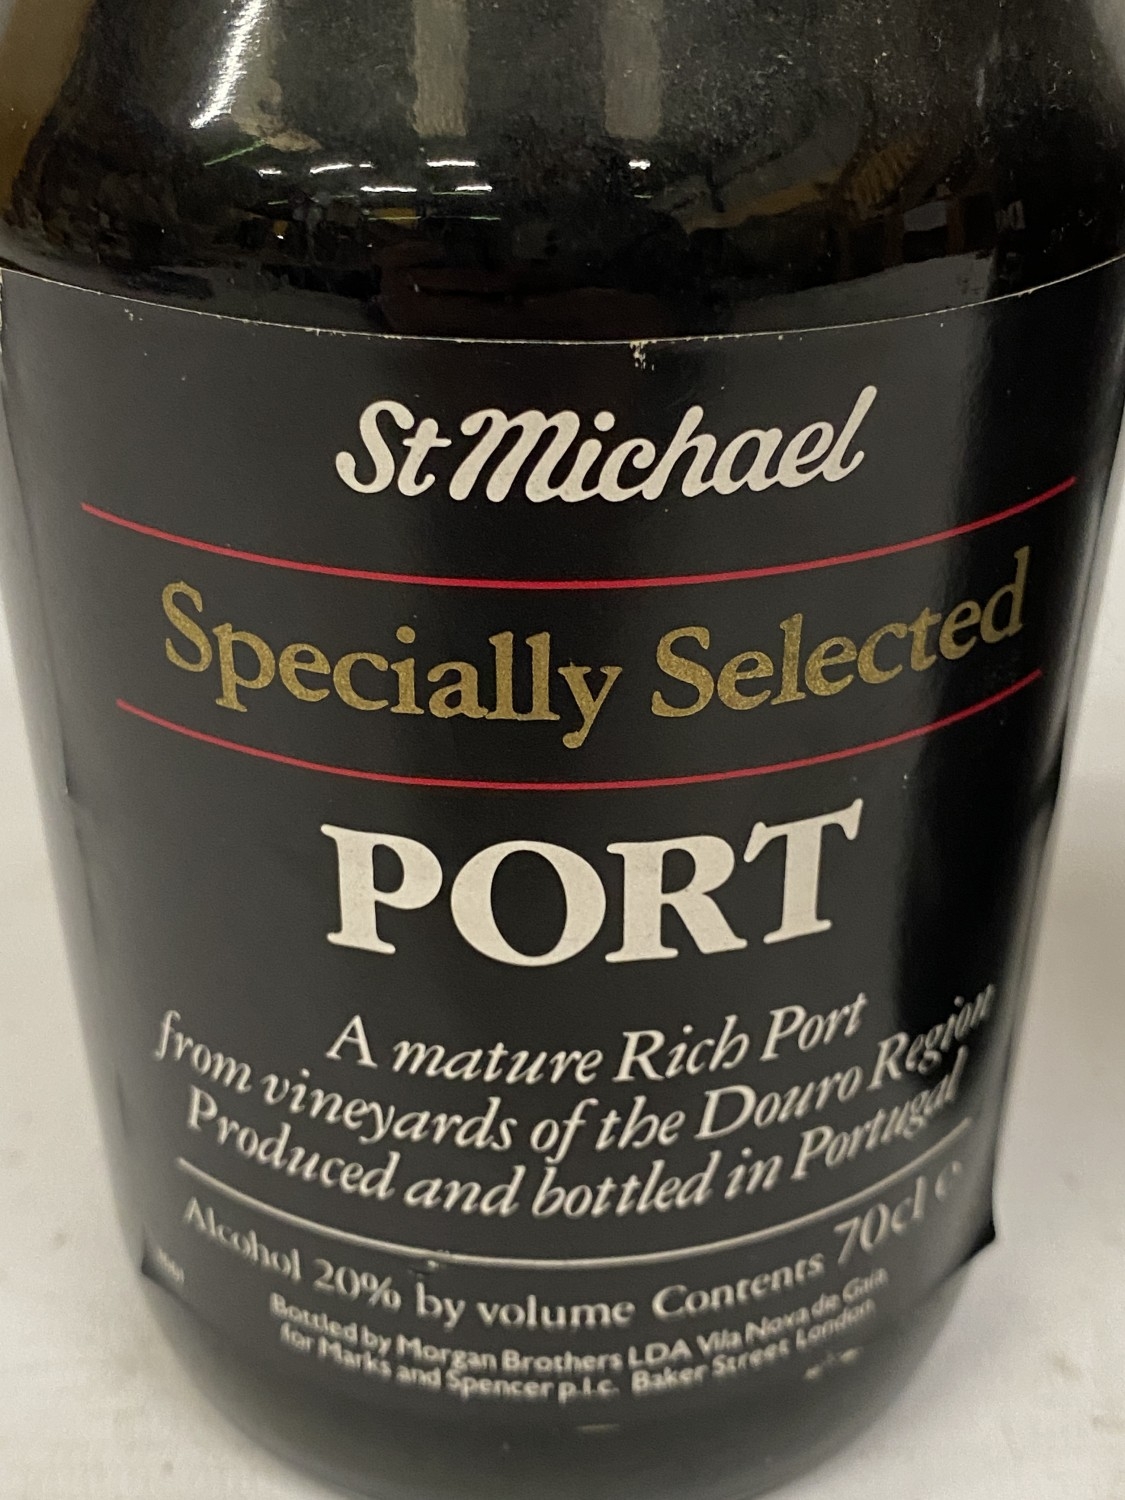 St Michael
Specially Selected
PORT
A mature Rich Port
from vineyards of the Douro Region
Produced and bottled in Portugal
Alcohol 20% by volume Contents 70cl e
Bottled by Morgan Brothers LDA Vila Nova de Gaia
for Marks and Spencer p.l.c. Baker Street London